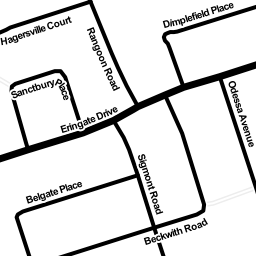 Dimplefield Place
Hagersville Court
Rangoon Road
Sanctbury Place
Odessa Avenue
Eringate Drive
Sigmont Road
Belgate Place
Beckwith Road